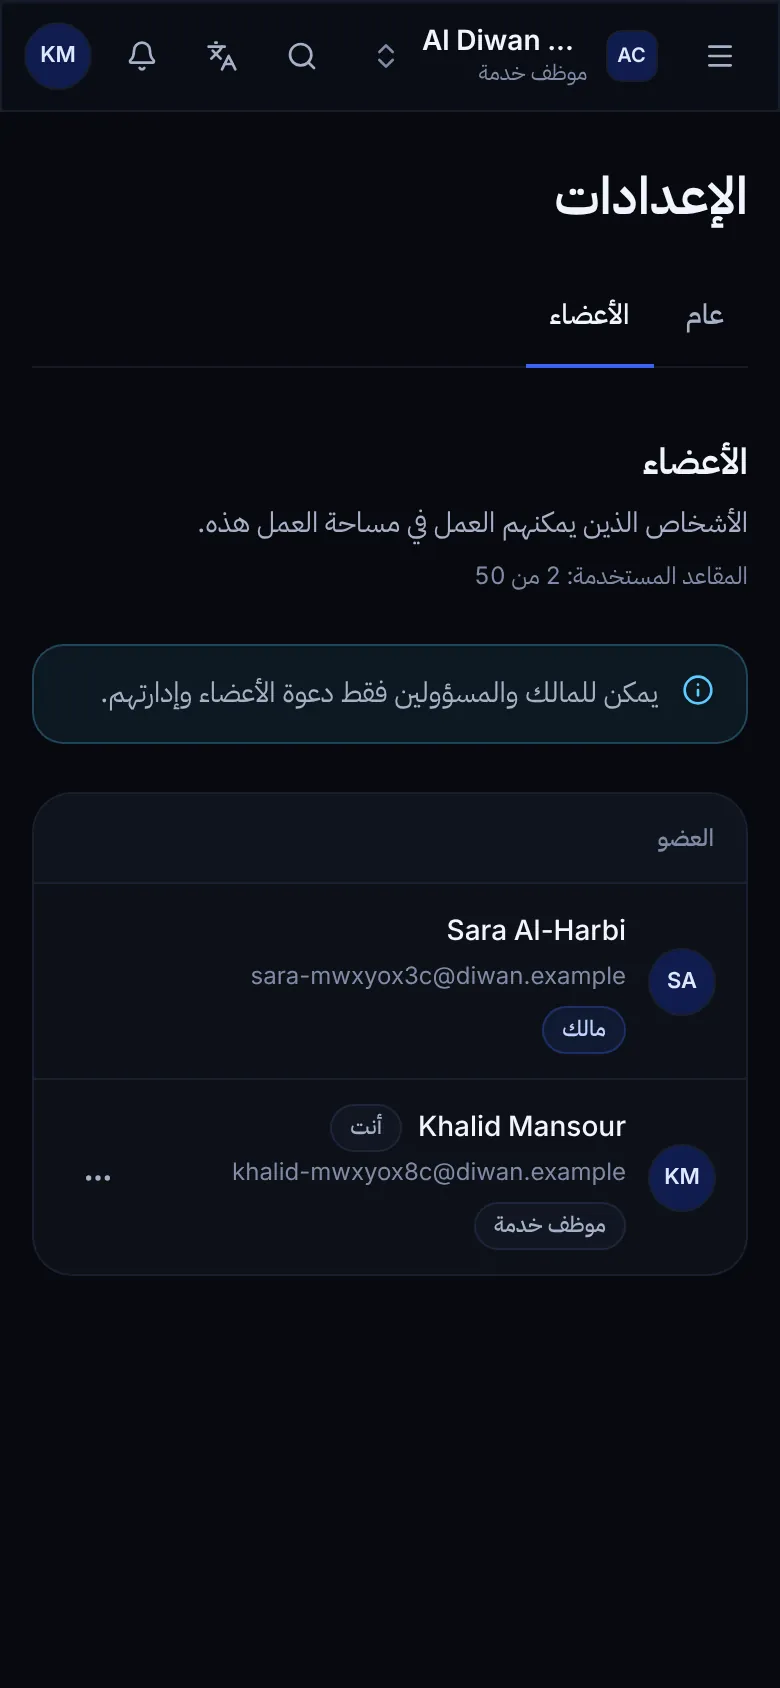 AC
Al Diwan ...
موظف خدمة
KM
الإعدادات
عام
الأعضاء
الأعضاء
الأشخاص الذين يمكنهم العمل في مساحة العمل هذه.
المقاعد المستخدمة: 2 من 50
يمكن للمالك والمسؤولين فقط دعوة الأعضاء وإدارتهم.
العضو
SA
Sara Al-Harbi
sara-mwxyox3c@diwan.example
مالك
KM
Khalid Mansour أنت
khalid-mwxyox8c@diwan.example
موظف خدمة